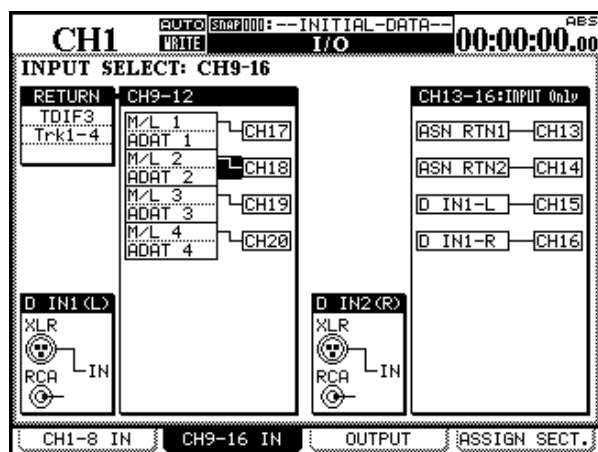 CH1
AUTO SNAP000:--INITIAL-DATA--
WRITE I/O
ABS
00:00:00.00
INPUT SELECT: CH9-16
RETURN
TDIF3
Trk1-4
CH9-12
M/L 1
ADAT 1
CH17
M/L 2
ADAT 2
CH18
M/L 3
ADAT 3
CH19
M/L 4
ADAT 4
CH20
CH13-16:INPUT Only
ASN RTN1 CH13
ASN RTN2 CH14
D IN1-L CH15
D IN1-R CH16
D IN1(L)
XLR
IN
RCA
D IN2(R)
XLR
IN
RCA
CH1-8 IN
CH9-16 IN
OUTPUT
ASSIGN SECT.